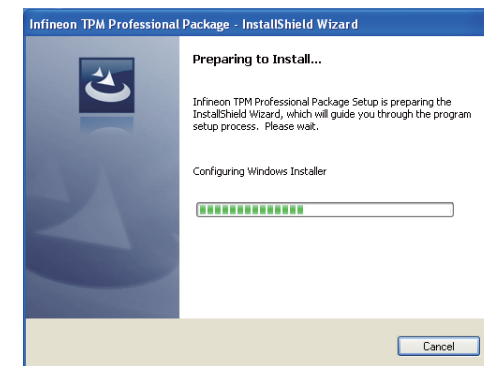 Infineon TPM Professional Package - InstallShield Wizard
Preparing to Install...
Infineon TPM Professional Package Setup is preparing the
InstallShield Wizard, which will guide you through the program
setup process. Please wait.
Configuring Windows Installer
Cancel